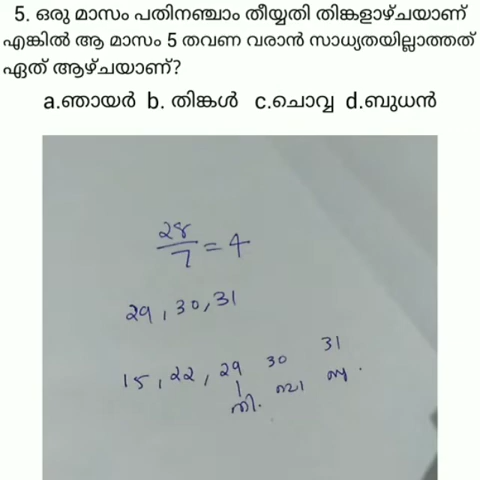 5. ഒരു മാസം പതിനഞ്ചാം തീയ്യതി തിങ്കളാഴ്ചയാണ്
എങ്കിൽ ആ മാസം 5 തവണ വരാൻ സാധ്യതയില്ലാത്തത്
ഏത് ആഴ്ചയാണ്?
a.ഞായർ b. തിങ്കൾ c.ചൊവ്വ d.ബുധൻ
28/7 = 4
29, 30, 31
15, 22, 29 30 31
തി. ചൊ ബു.